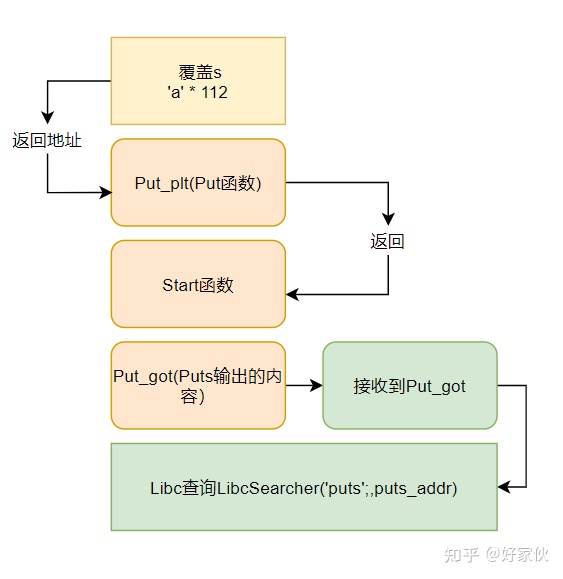 覆盖s
'a' * 112
返回地址
Put_plt(Put函数)
返回
Start函数
Put_got(Puts输出的内
容）
接收到Put_got
Libc查询LibcSearcher('puts';,puts_addr)
知乎 @好家伙